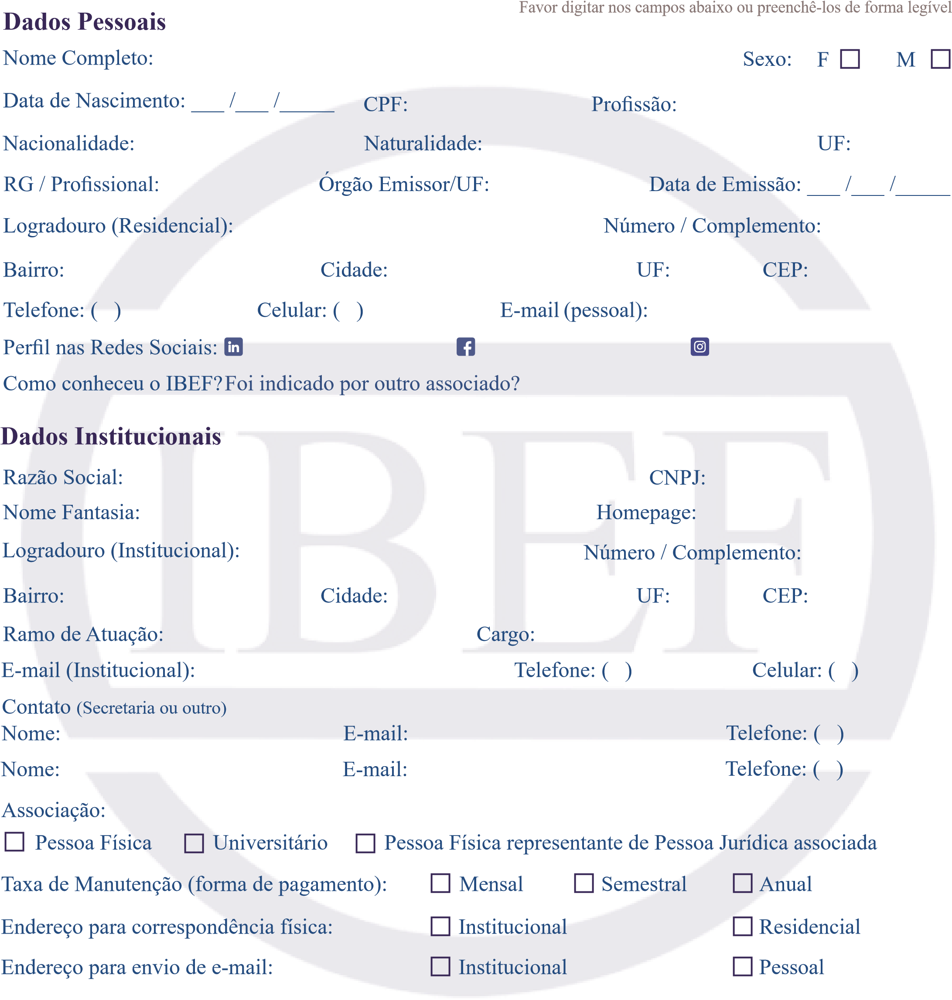 Favor digitar nos campos abaixo ou preenchê-los de forma legível
Dados Pessoais
Nome Completo: Sexo: F M
Data de Nascimento: ___ /___ /_____ CPF: Profissão:
Nacionalidade: Naturalidade: UF:
RG / Profissional: Órgão Emissor/UF: Data de Emissão: ___ /___ /_____
Logradouro (Residencial): Número / Complemento:
Bairro: Cidade: UF: CEP:
Telefone: ( ) Celular: ( ) E-mail (pessoal):
Perfil nas Redes Sociais: in f
Como conheceu o IBEF? Foi indicado por outro associado?
IBEF
Dados Institucionais
Razão Social: CNPJ:
Nome Fantasia: Homepage:
Logradouro (Institucional): Número / Complemento:
Bairro: Cidade: UF: CEP:
Ramo de Atuação: Cargo:
E-mail (Institucional): Telefone: ( ) Celular: ( )
Contato (Secretaria ou outro)
Nome: E-mail: Telefone: ( )
Nome: E-mail: Telefone: ( )
Associação:
Pessoa Física Universitário Pessoa Física representante de Pessoa Jurídica associada
Taxa de Manutenção (forma de pagamento): Mensal Semestral Anual
Endereço para correspondência física: Institucional Residencial
Endereço para envio de e-mail: Institucional Pessoal